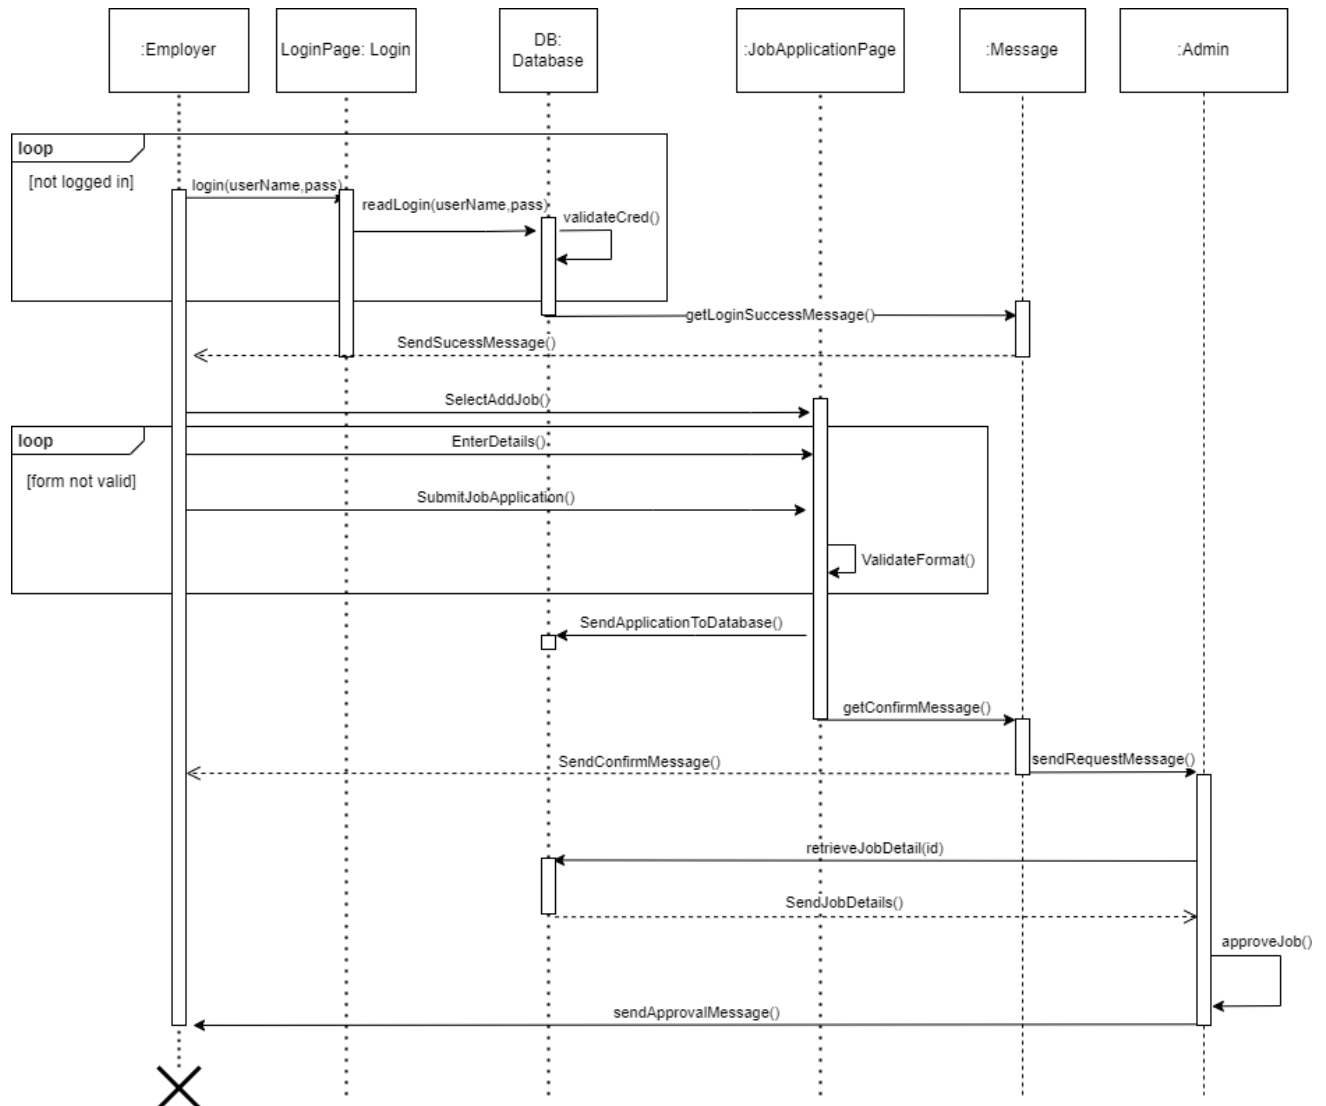 :Employer
LoginPage: Login
DB:
Database
:JobApplicationPage
:Message
:Admin
loop
[not logged in]
login(userName,pass)
readLogin(userName,pass)
validateCred()
getLoginSuccessMessage()
SendSucessMessage()
SelectAddJob()
loop
EnterDetails()
[form not valid]
SubmitJobApplication()
ValidateFormat()
SendApplicationToDatabase()
getConfirmMessage()
SendConfirmMessage()
sendRequestMessage()
retrieveJobDetail(id)
SendJobDetails()
approveJob()
sendApprovalMessage()